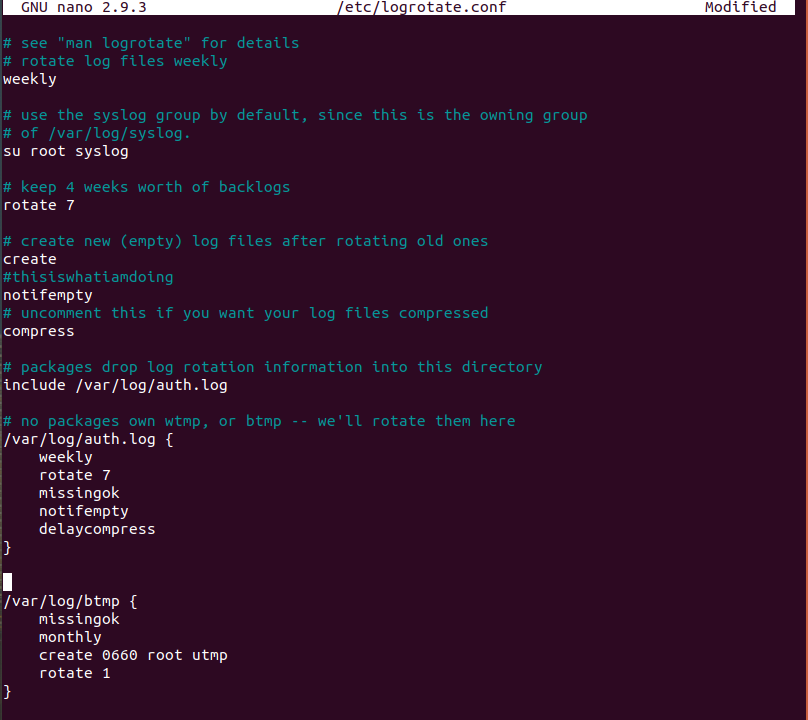 GNU nano 2.9.3 /etc/logrotate.conf Modified
# see "man logrotate" for details
# rotate log files weekly
weekly
# use the syslog group by default, since this is the owning group
# of /var/log/syslog.
su root syslog
# keep 4 weeks worth of backlogs
rotate 7
# create new (empty) log files after rotating old ones
create
#thisiswhatiamdoing
notifempty
# uncomment this if you want your log files compressed
compress
# packages drop log rotation information into this directory
include /var/log/auth.log
# no packages own wtmp, or btmp -- we'll rotate them here
/var/log/auth.log {
    weekly
    rotate 7
    missingok
    notifempty
    delaycompress
}
/var/log/btmp {
    missingok
    monthly
    create 0660 root utmp
    rotate 1
}